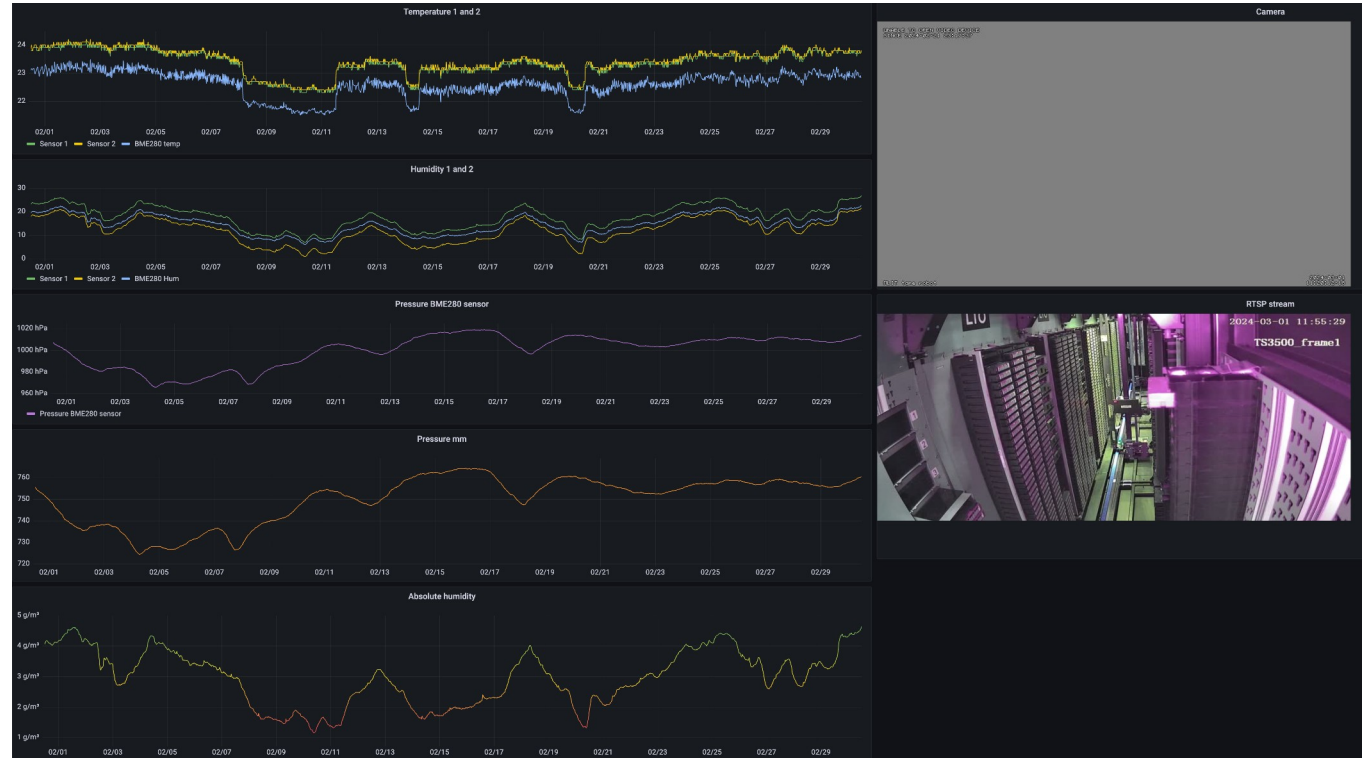 Temperature 1 and 2
24
23
22
02/01 02/03 02/05 02/07 02/09 02/11 02/13 02/15 02/17 02/19 02/21 02/23 02/25 02/27 02/29
Sensor 1 Sensor 2 BME280 temp
Humidity 1 and 2
30
20
10
0
02/01 02/03 02/05 02/07 02/09 02/11 02/13 02/15 02/17 02/19 02/21 02/23 02/25 02/27 02/29
Sensor 1 Sensor 2 BME280 Hum
Pressure BME280 sensor
1020 hPa
1000 hPa
980 hPa
960 hPa
02/01 02/03 02/05 02/07 02/09 02/11 02/13 02/15 02/17 02/19 02/21 02/23 02/25 02/27 02/29
Pressure BME280 sensor
Pressure mm
760
750
740
730
720
02/01 02/03 02/05 02/07 02/09 02/11 02/13 02/15 02/17 02/19 02/21 02/23 02/25 02/27 02/29
Absolute humidity
5 g/m³
4 g/m³
3 g/m³
2 g/m³
1 g/m³
02/01 02/03 02/05 02/07 02/09 02/11 02/13 02/15 02/17 02/19 02/21 02/23 02/25 02/27 02/29
Camera
RTSP stream
2024-03-01 11:55:29
TS3500_frame1